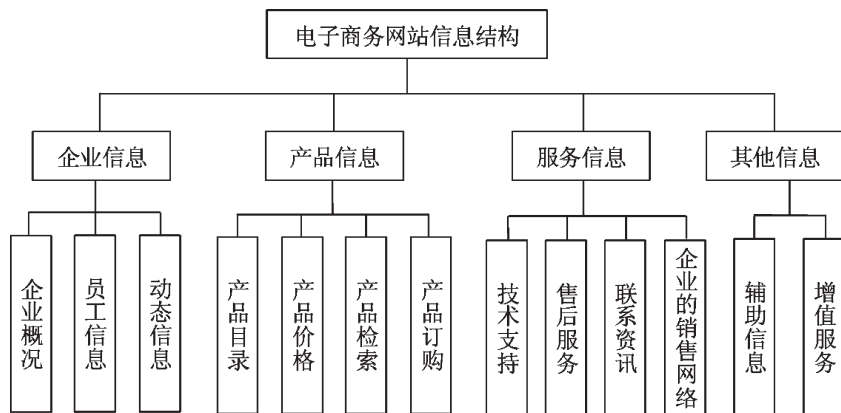 电子商务网站信息结构
企业信息
产品信息
服务信息
其他信息
企业概况
员工信息
动态信息
产品目录
产品价格
产品检索
产品订购
技术支持
售后服务
联系资讯
企业的销售网络
辅助信息
增值服务